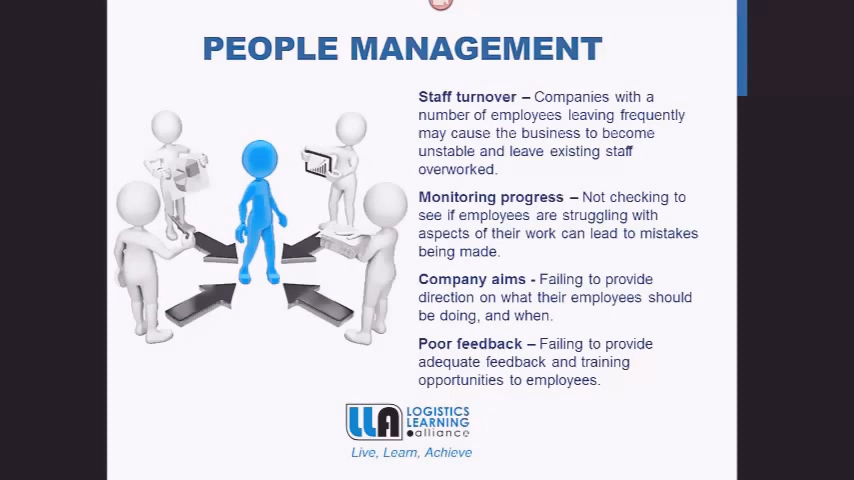 PEOPLE MANAGEMENT
Staff turnover – Companies with a
number of employees leaving frequently
may cause the business to become
unstable and leave existing staff
overworked.
Monitoring progress – Not checking to
see if employees are struggling with
aspects of their work can lead to mistakes
being made.
Company aims - Failing to provide
direction on what their employees should
be doing, and when.
Poor feedback – Failing to provide
adequate feedback and training
opportunities to employees.
LLA LOGISTICS
LEARNING
alliance
Live, Learn, Achieve